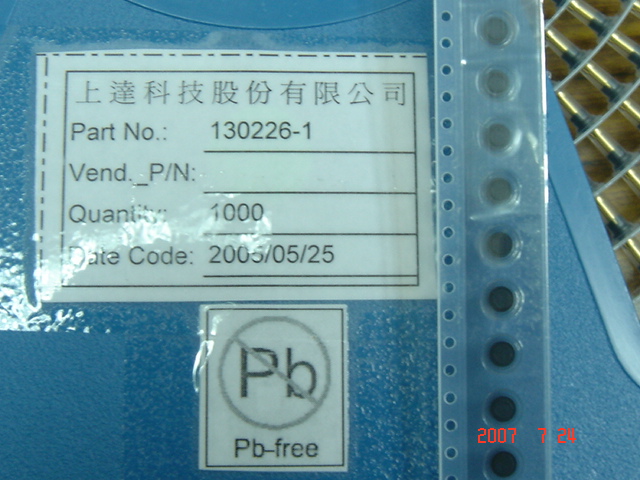 上達科技股份有限公司
Part No.: 130226-1
Vend._P/N:
Quantity: 1000
Date Code: 2005/05/25
Pb
Pb-free
2007 7 24